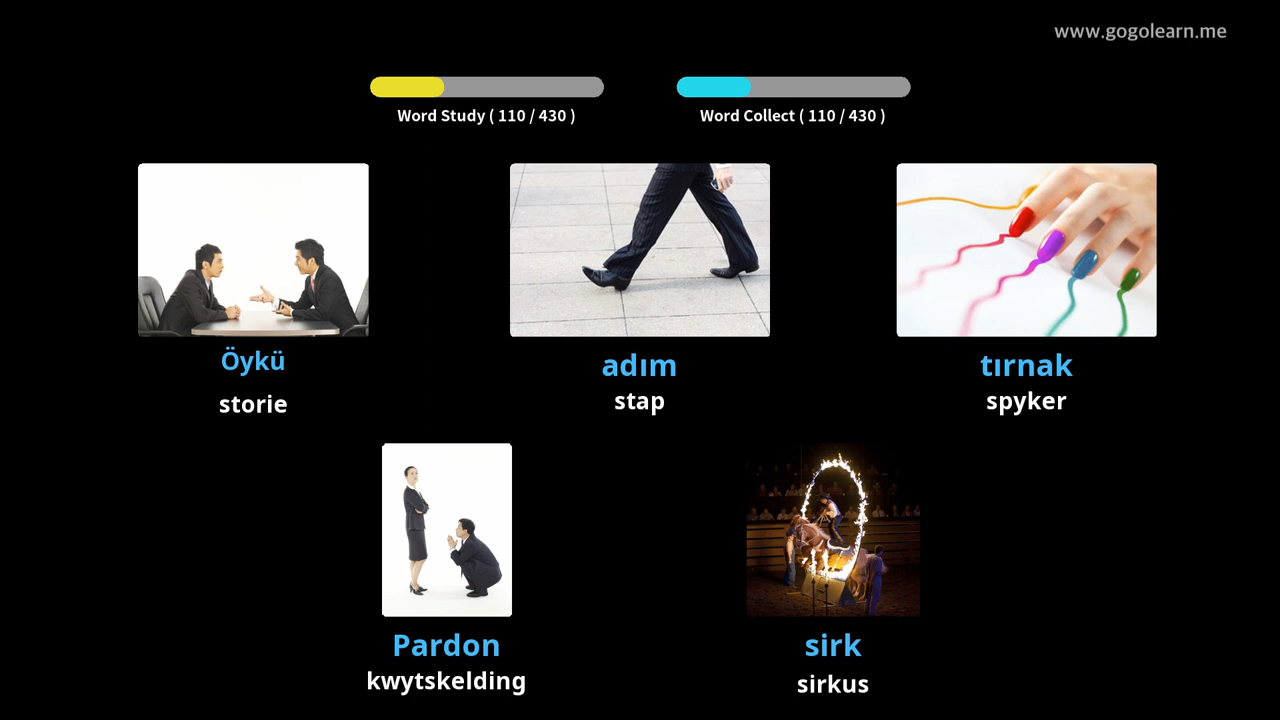 www.gogolearn.me
Word Study ( 110 / 430 )
Word Collect ( 110 / 430 )
Öykü
storie
adım
stap
tırnak
spyker
Pardon
kwytskelding
sirk
sirkus